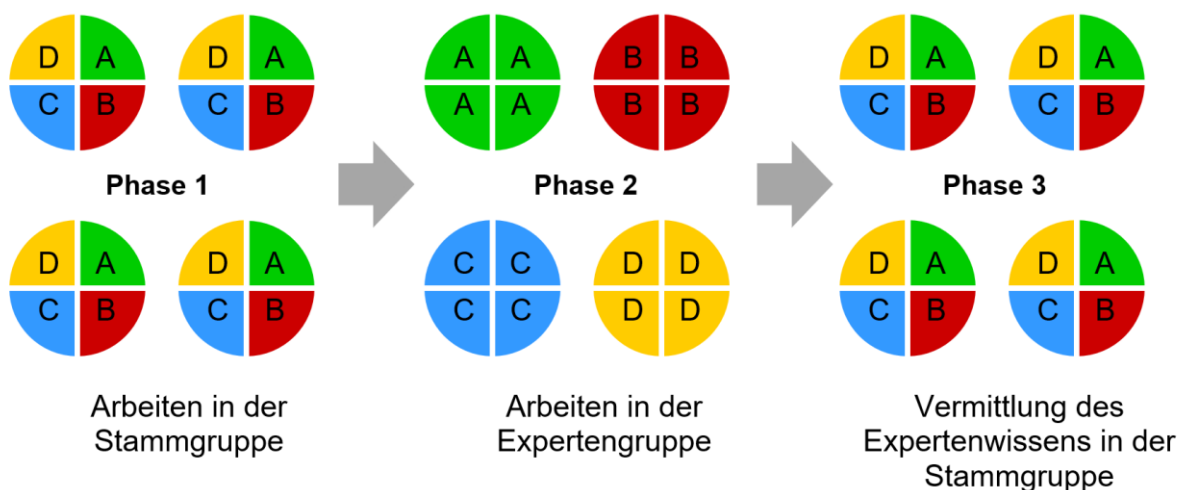 D A D A A A B B D A D A
C B C B A A B B C B C B
Phase 1 Phase 2 Phase 3
D A D A C C D D D A D A
C B C B C C D D C B C B
Arbeiten in der
Stammgruppe
Arbeiten in der
Expertengruppe
Vermittlung des
Expertenwissens in der
Stammgruppe